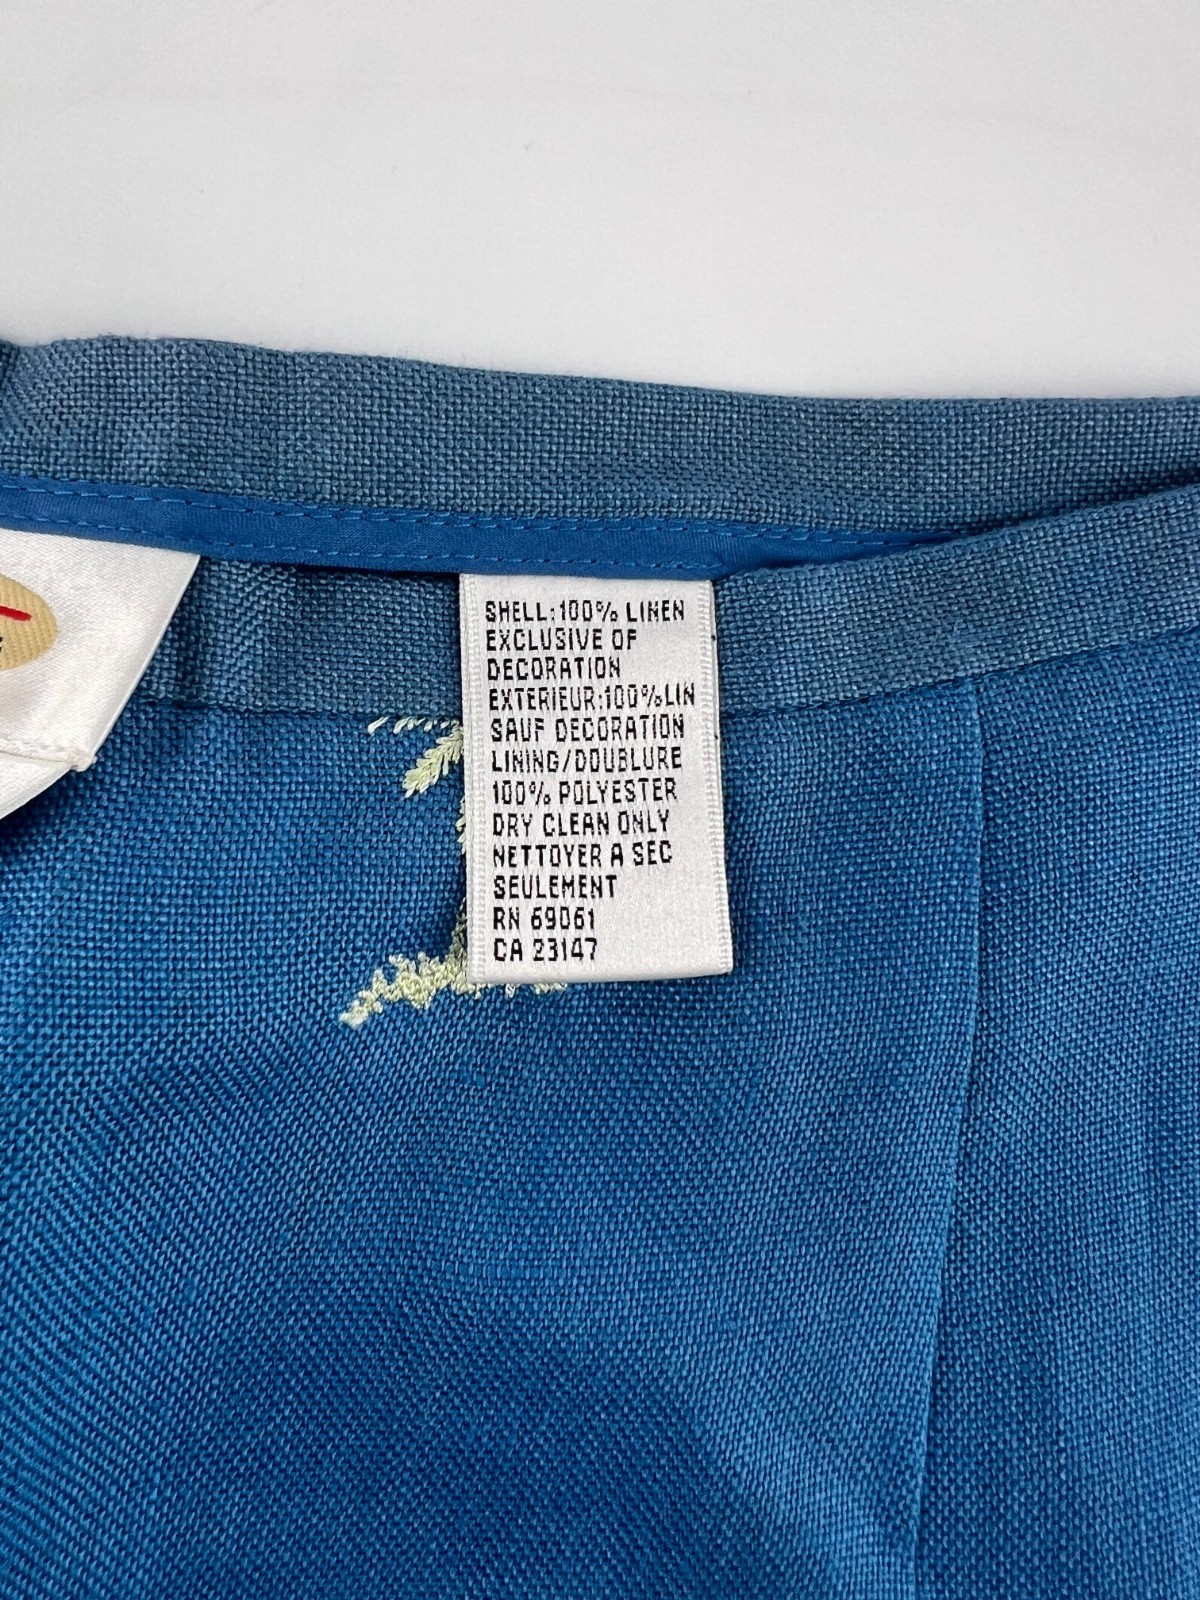 SHELL:100% LINEN
EXCLUSIVE OF
DECORATION
EXTERIEUR:100%LIN
SAUF DECORATION
LINING/DOUBLURE
100% POLYESTER
DRY CLEAN ONLY
NETTOYER A SEC
SEULEMENT
RN 69061
CA 23147